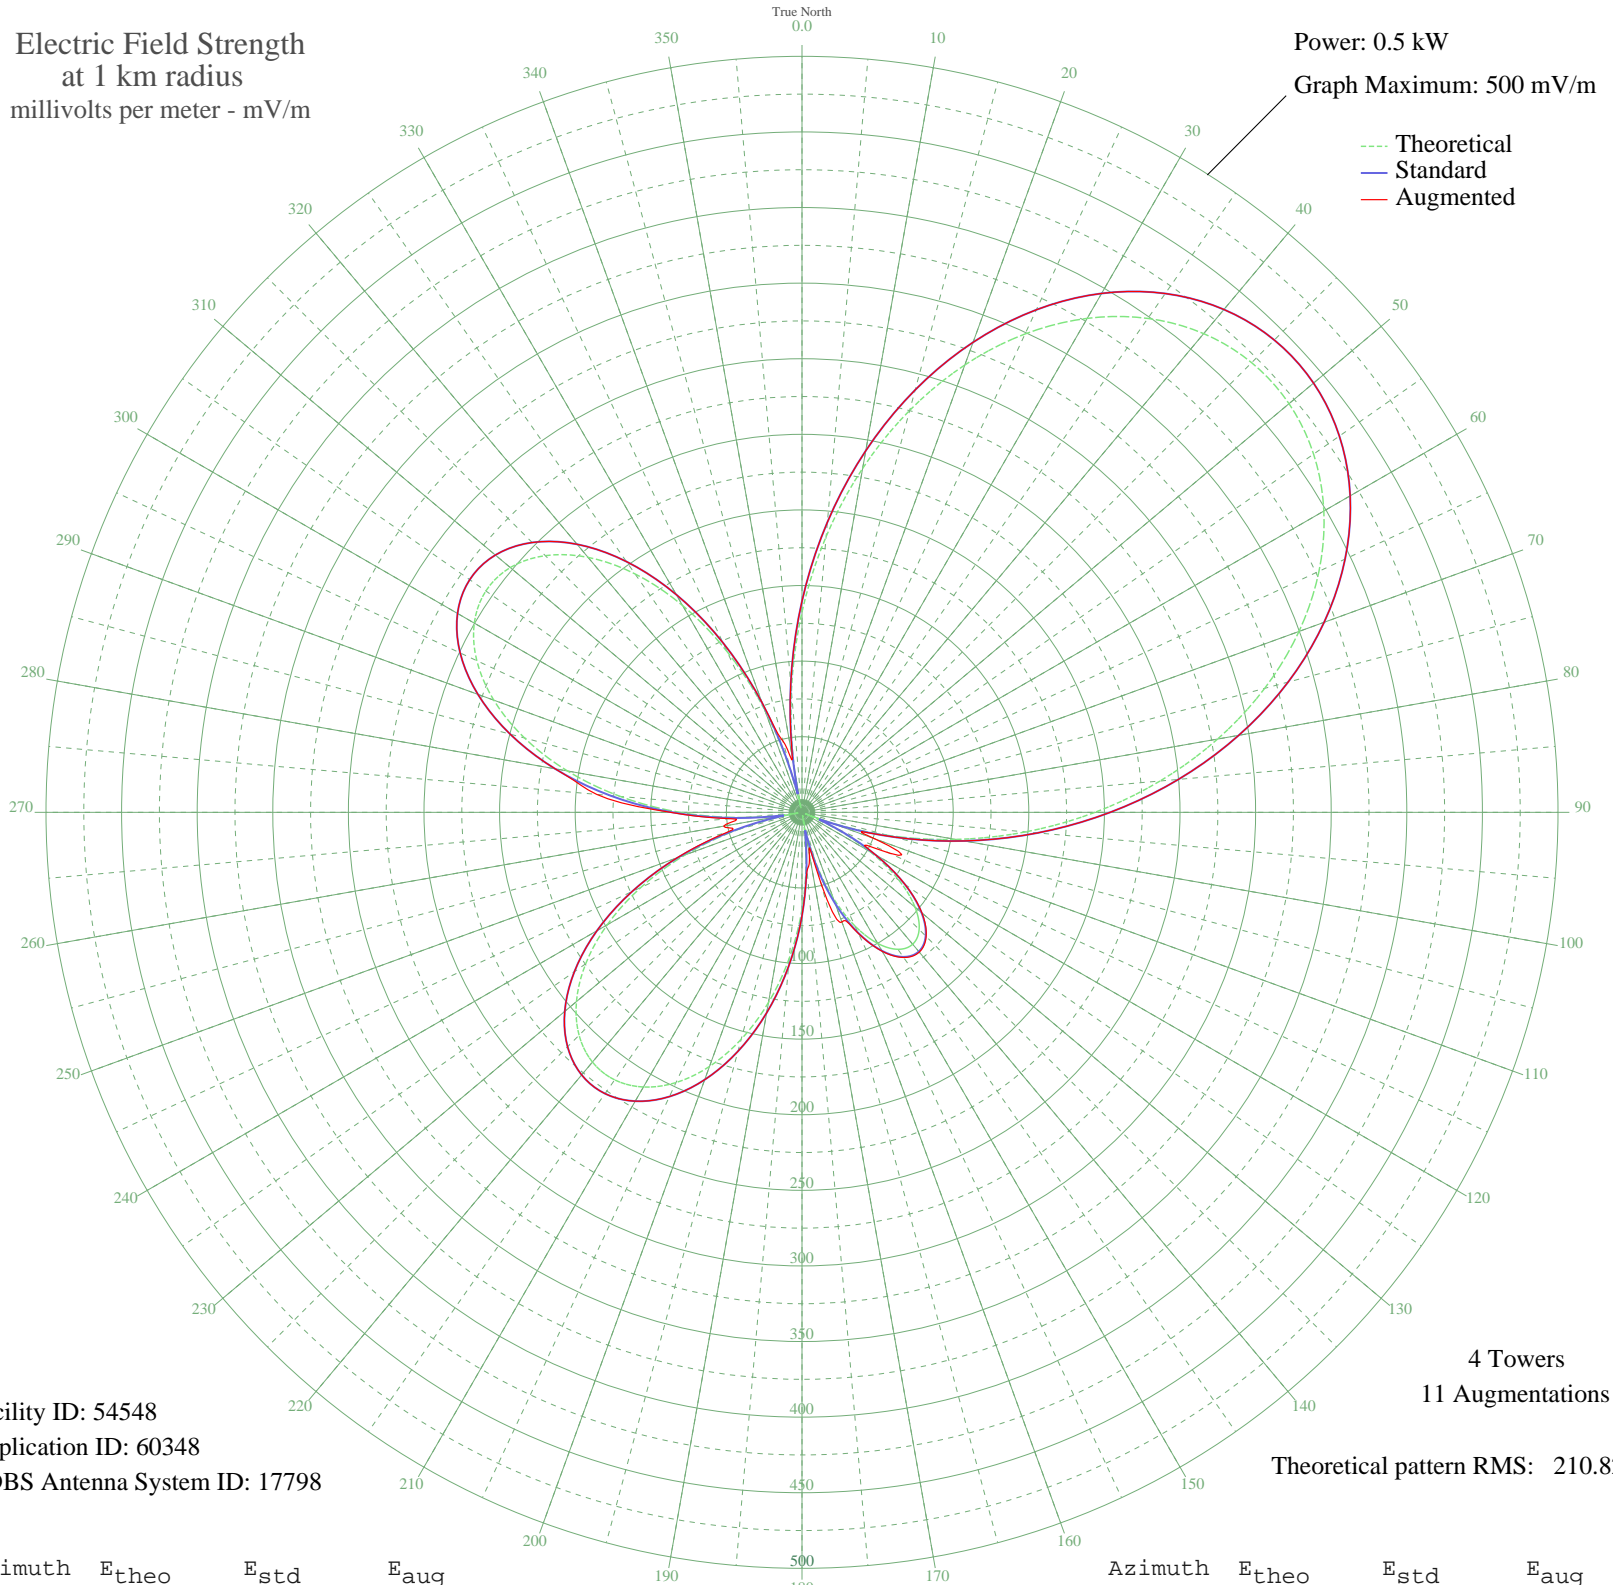 True North
0.0
Electric Field Strength
at 1 km radius
millivolts per meter - mV/m
Power: 0.5 kW
Graph Maximum: 500 mV/m
Theoretical
Standard
Augmented
10
20
30
40
50
60
70
80
90
100
110
120
130
140
150
160
170
190
200
210
220
230
240
250
260
270
280
290
300
310
320
330
340
350
100
150
200
250
300
350
400
450
500
4 Towers
11 Augmentations
Theoretical pattern RMS: 210.8
cility ID: 54548
plication ID: 60348
DBS Antenna System ID: 17798
imuth Etheo Estd Eaug
Azimuth Etheo Estd Eaug